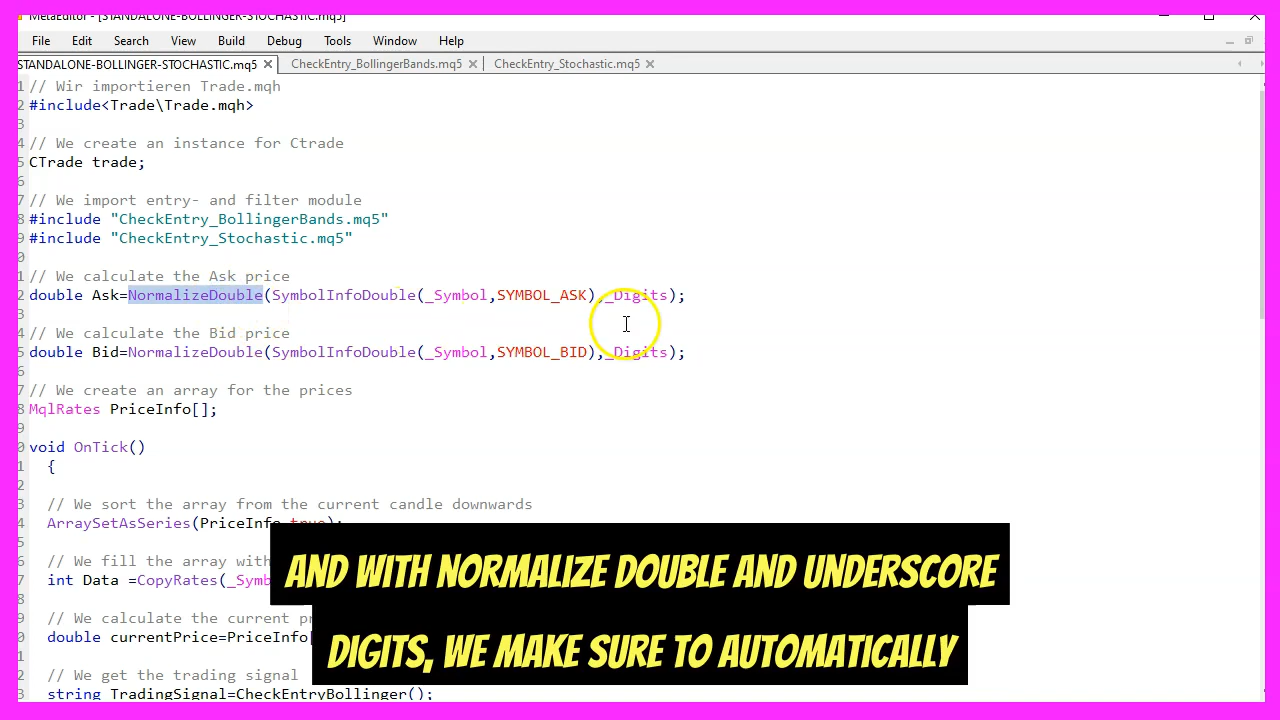 MetaEditor - [STANDALONE-BOLLINGER-STOCHASTIC.mq5]
File Edit Search View Build Debug Tools Window Help
STANDALONE-BOLLINGER-STOCHASTIC.mq5 CheckEntry_BollingerBands.mq5 CheckEntry_Stochastic.mq5
1 // Wir importieren Trade.mqh
2 #include<Trade\Trade.mqh>
3
4 // We create an instance for Ctrade
5 CTrade trade;
6
7 // We import entry- and filter module
8 #include "CheckEntry_BollingerBands.mq5"
9 #include "CheckEntry_Stochastic.mq5"
0
1 // We calculate the Ask price
2 double Ask=NormalizeDouble(SymbolInfoDouble(_Symbol,SYMBOL_ASK),_Digits);
3
4 // We calculate the Bid price
5 double Bid=NormalizeDouble(SymbolInfoDouble(_Symbol,SYMBOL_BID),_Digits);
6
7 // We create an array for the prices
8 MqlRates PriceInfo[];
9
0 void OnTick()
1 {
2
3 // We sort the array from the current candle downwards
4 ArraySetAsSeries(PriceInfo,true);
5
6 // We fill the array with
7 int Data =CopyRates(_Symb
8
9 // We calculate the current pr
0 double currentPrice=PriceInfo[
1
2 // We get the trading signal
3 string TradingSignal=CheckEntryBollinger();
AND WITH NORMALIZE DOUBLE AND UNDERSCORE
DIGITS, WE MAKE SURE TO AUTOMATICALLY